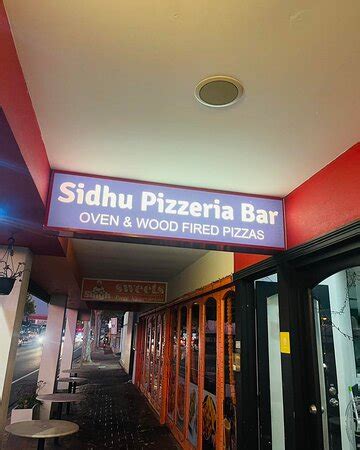 Sidhu Pizzeria Bar
OVEN & WOOD FIRED PIZZAS
sweets